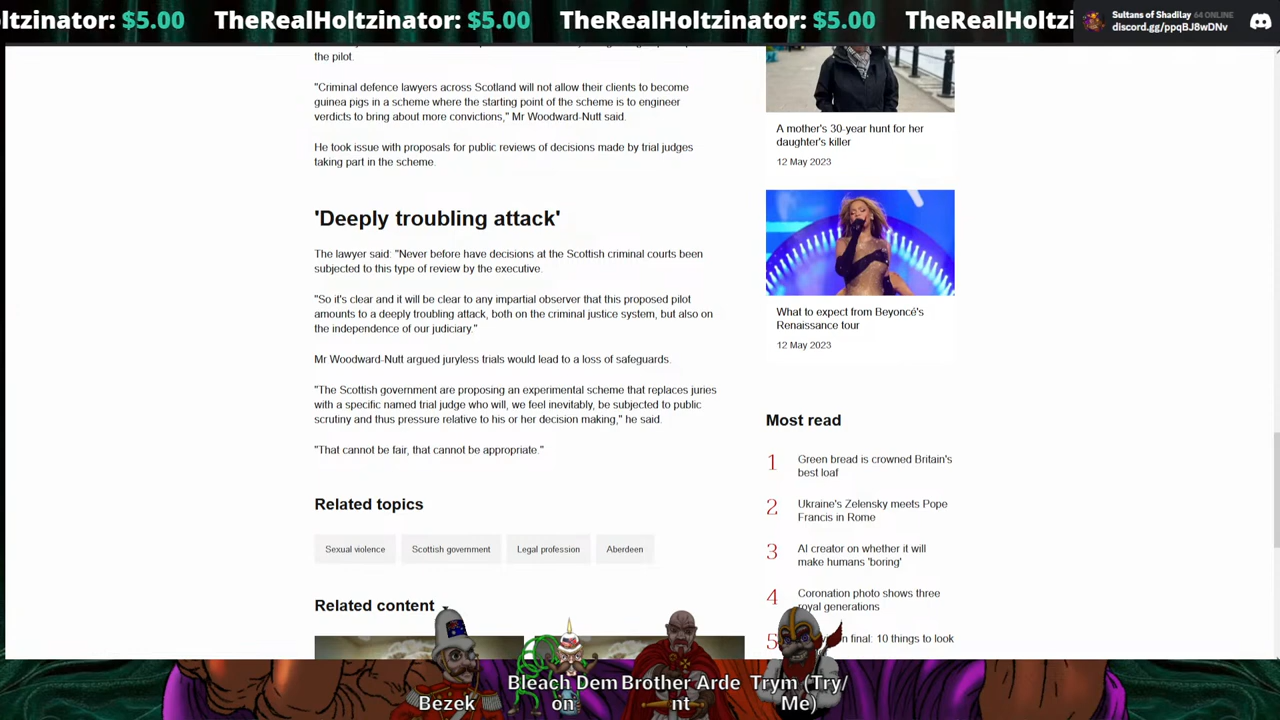 ltzinator: $5.00 TheRealHoltzinator: $5.00 TheRealHoltzinator: $5.00 TheRealHoltzi
Sultans of Shadilay 64 ONLINE
discord.gg/ppqBJ8wDNv
the pilot.
"Criminal defence lawyers across Scotland will not allow their clients to become
guinea pigs in a scheme where the starting point of the scheme is to engineer
verdicts to bring about more convictions," Mr Woodward-Nutt said.
He took issue with proposals for public reviews of decisions made by trial judges
taking part in the scheme.
'Deeply troubling attack'
The lawyer said: "Never before have decisions at the Scottish criminal courts been
subjected to this type of review by the executive.
"So it's clear and it will be clear to any impartial observer that this proposed pilot
amounts to a deeply troubling attack, both on the criminal justice system, but also on
the independence of our judiciary."
Mr Woodward-Nutt argued juryless trials would lead to a loss of safeguards.
"The Scottish government are proposing an experimental scheme that replaces juries
with a specific named trial judge who will, we feel inevitably, be subjected to public
scrutiny and thus pressure relative to his or her decision making," he said.
"That cannot be fair, that cannot be appropriate."
Related topics
Sexual violence
Scottish government
Legal profession
Aberdeen
Related content
A mother's 30-year hunt for her
daughter's killer
12 May 2023
What to expect from Beyoncé's
Renaissance tour
12 May 2023
Most read
1 Green bread is crowned Britain's
best loaf
2 Ukraine's Zelensky meets Pope
Francis in Rome
3 AI creator on whether it will
make humans 'boring'
4 Coronation photo shows three
royal generations
5 final: 10 things to look
Bezek
Bleach Dem
on
Brother Arde
nt
Trym (Try/
Me)